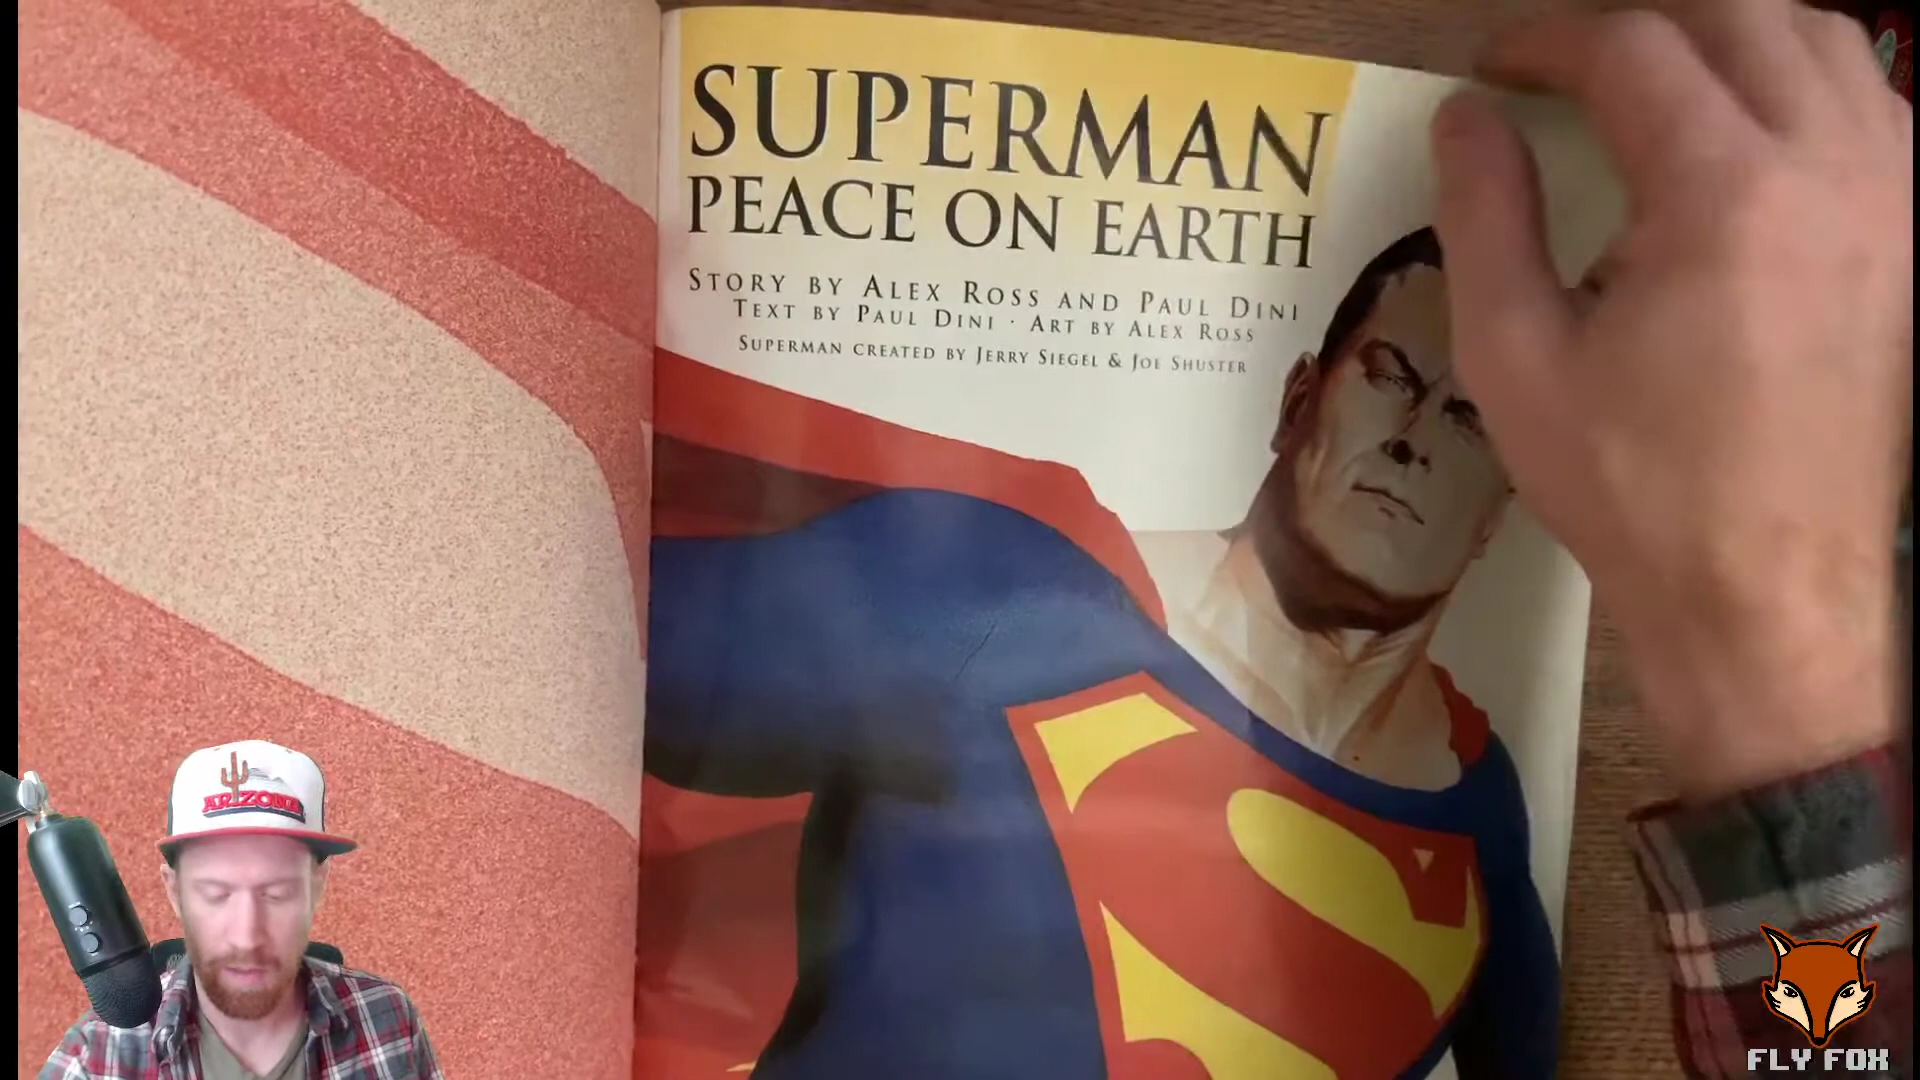 SUPERMAN
PEACE ON EARTH
STORY BY ALEX ROSS AND PAUL DINI
TEXT BY PAUL DINI · ART BY ALEX ROSS
SUPERMAN CREATED BY JERRY SIEGEL & JOE SHUSTER
ARIZONA
FLY FOX